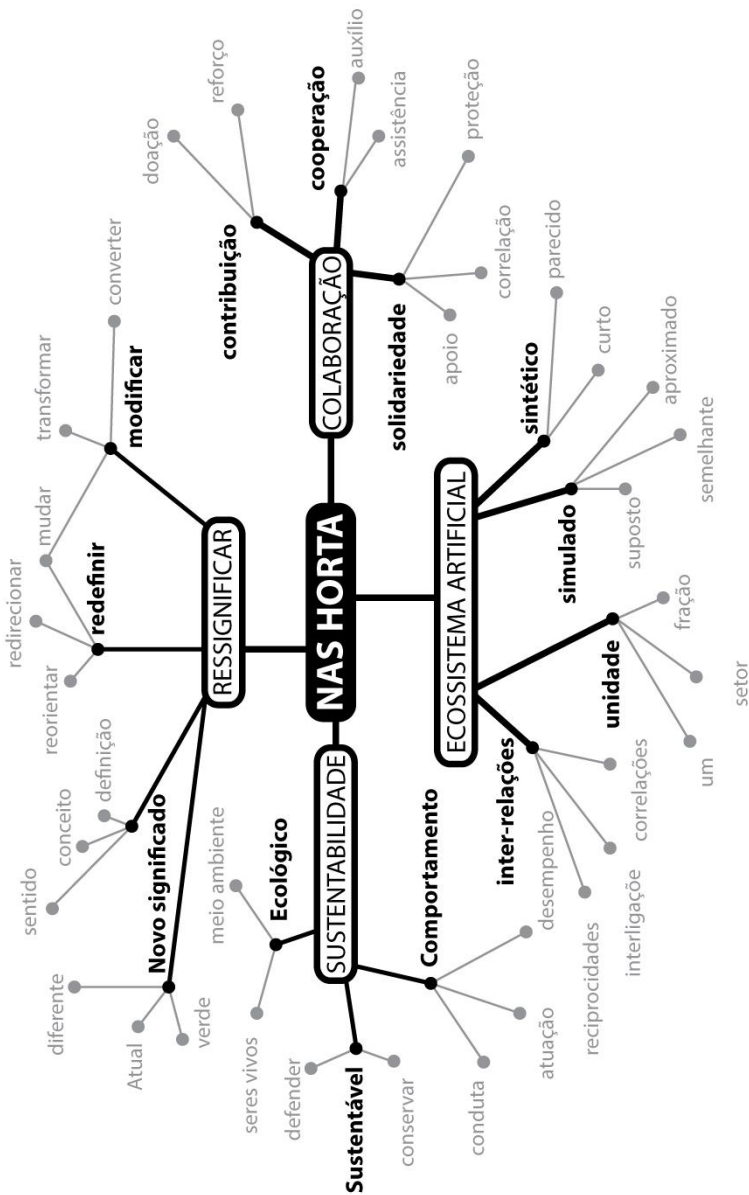 NAS HORTA
RESSIGNIFICAR
Novo significado
diferente
Atual
verde
sentido
conceito
definição
redefinir
reorientar
redirecionar
mudar
modificar
transformar
converter
COLABORAÇÃO
contribuição
doação
reforço
cooperação
auxílio
assistência
solidariedade
apoio
correlação
proteção
SUSTENTABILIDADE
Ecológico
meio ambiente
seres vivos
Sustentável
defender
conservar
Comportamento
conduta
atuação
desempenho
ECOSSISTEMA ARTIFICIAL
inter-relações
reciprocidades
interligaçõe
correlações
unidade
um
setor
fração
simulado
suposto
semelhante
aproximado
sintético
curto
parecido